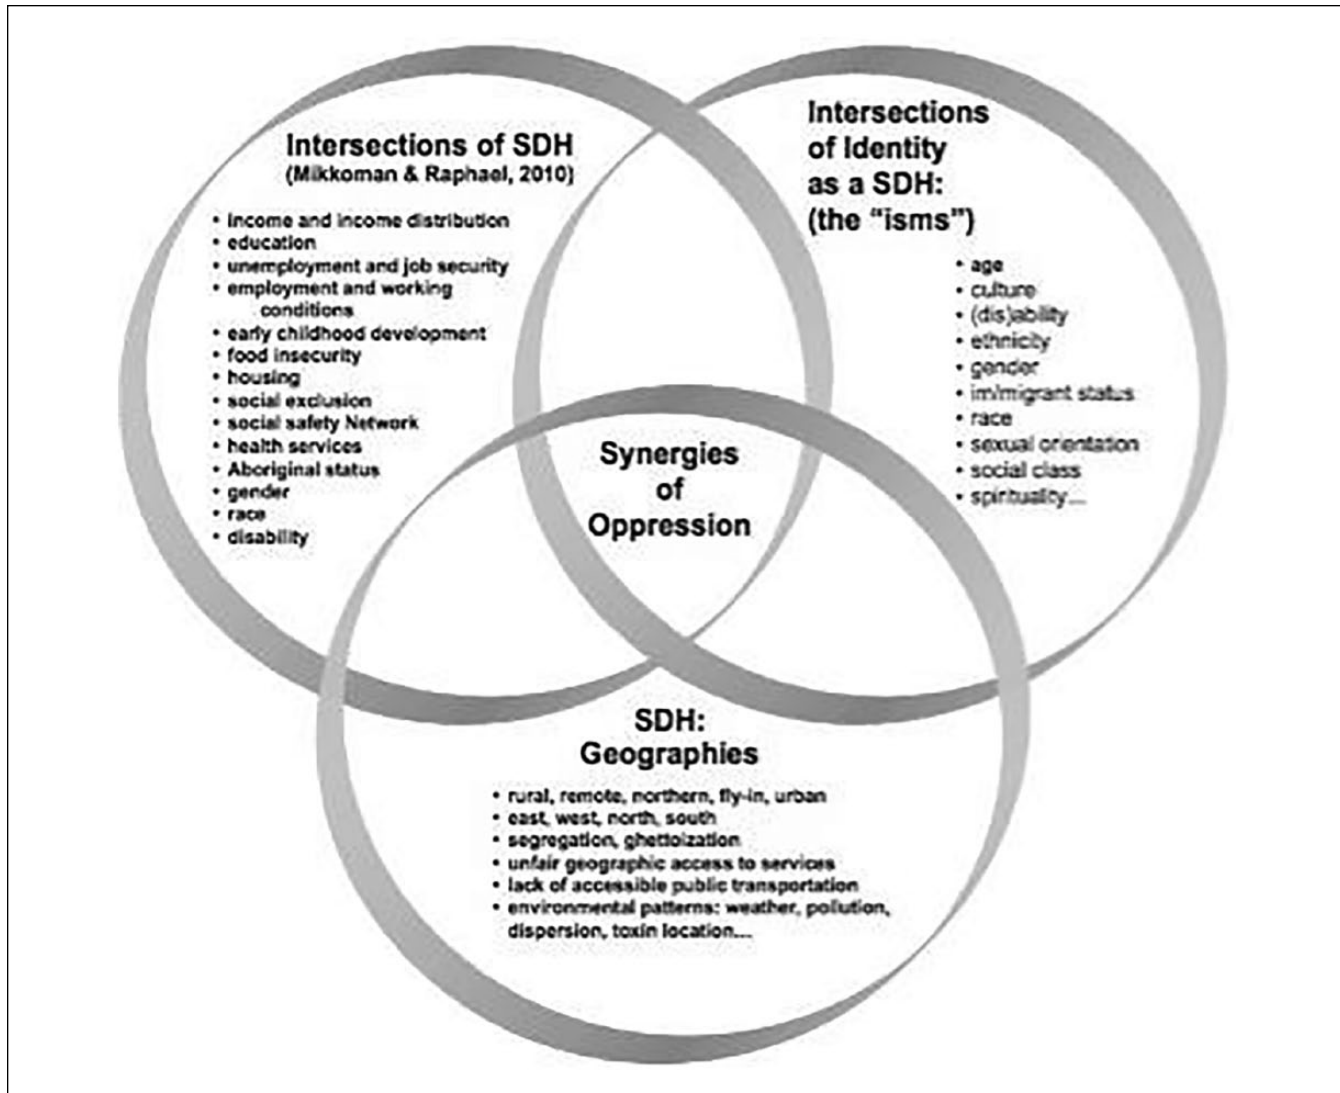 Intersections of SDH
(Mikkoman & Raphael, 2010)
• income and income distribution
• education
• unemployment and job security
• employment and working
conditions
• early childhood development
• food insecurity
• housing
• social exclusion
• social safety Network
• health services
• Aboriginal status
• gender
• race
• disability
Intersections
of Identity
as a SDH:
(the "isms")
• age
• culture
• (dis)ability
• ethnicity
• gender
• im/migrant status
• race
• sexual orientation
• social class
• spirituality...
Synergies
of
Oppression
SDH:
Geographies
• rural, remote, northern, fly-in, urban
• east, west, north, south
• segregation, ghettoization
• unfair geographic access to services
• lack of accessible public transportation
• environmental patterns: weather, pollution,
dispersion, toxin location...